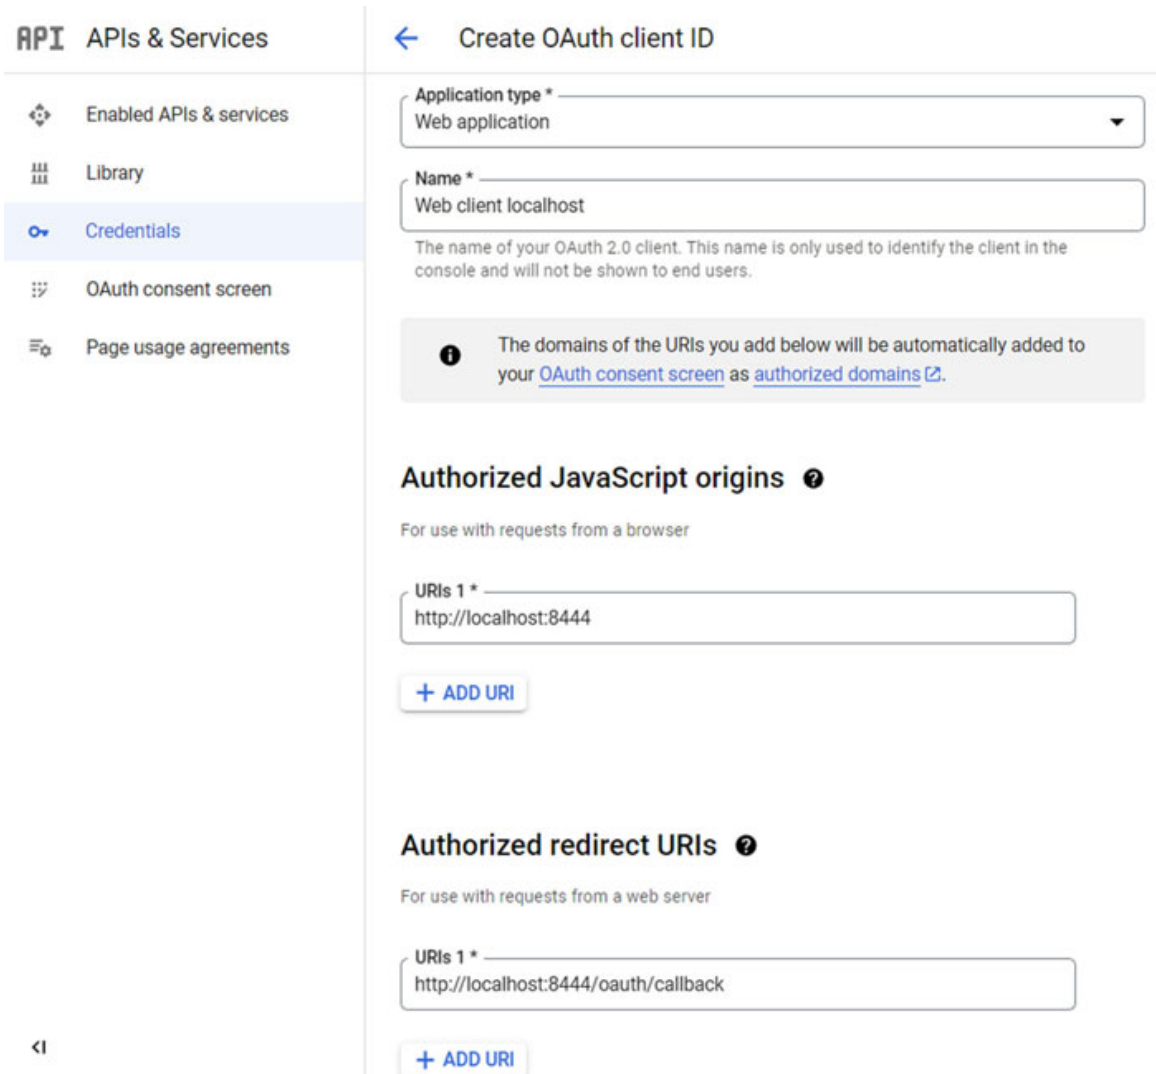 API APIs & Services
Enabled APIs & services
Library
Credentials
OAuth consent screen
Page usage agreements
Create OAuth client ID
Application type *
Web application
Name *
Web client localhost
The name of your OAuth 2.0 client. This name is only used to identify the client in the
console and will not be shown to end users.
The domains of the URIs you add below will be automatically added to
your OAuth consent screen as authorized domains.
Authorized JavaScript origins
For use with requests from a browser
URIs 1 *
http://localhost:8444
+ ADD URI
Authorized redirect URIs
For use with requests from a web server
URIs 1 *
http://localhost:8444/oauth/callback
+ ADD URI